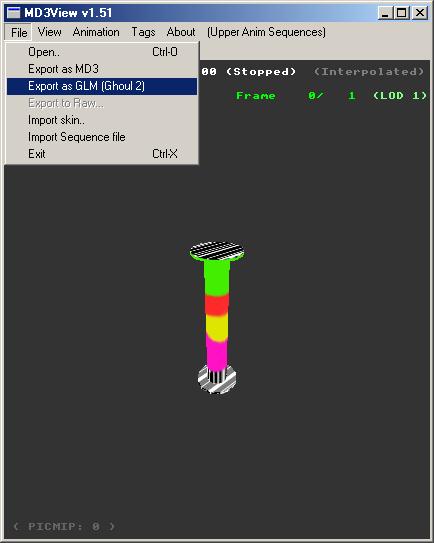 MD3View v1.51
File View Animation Tags About (Upper Anim Sequences)
Open.. Ctrl-O
Export as MD3
Export as GLM (Ghoul 2)
Export to Raw...
Import skin..
Import Sequence file
Exit Ctrl-X
00 (Stopped) (Interpolated)
Frame 0/ 1 (LOD 1)
( PICMIP: 0 )